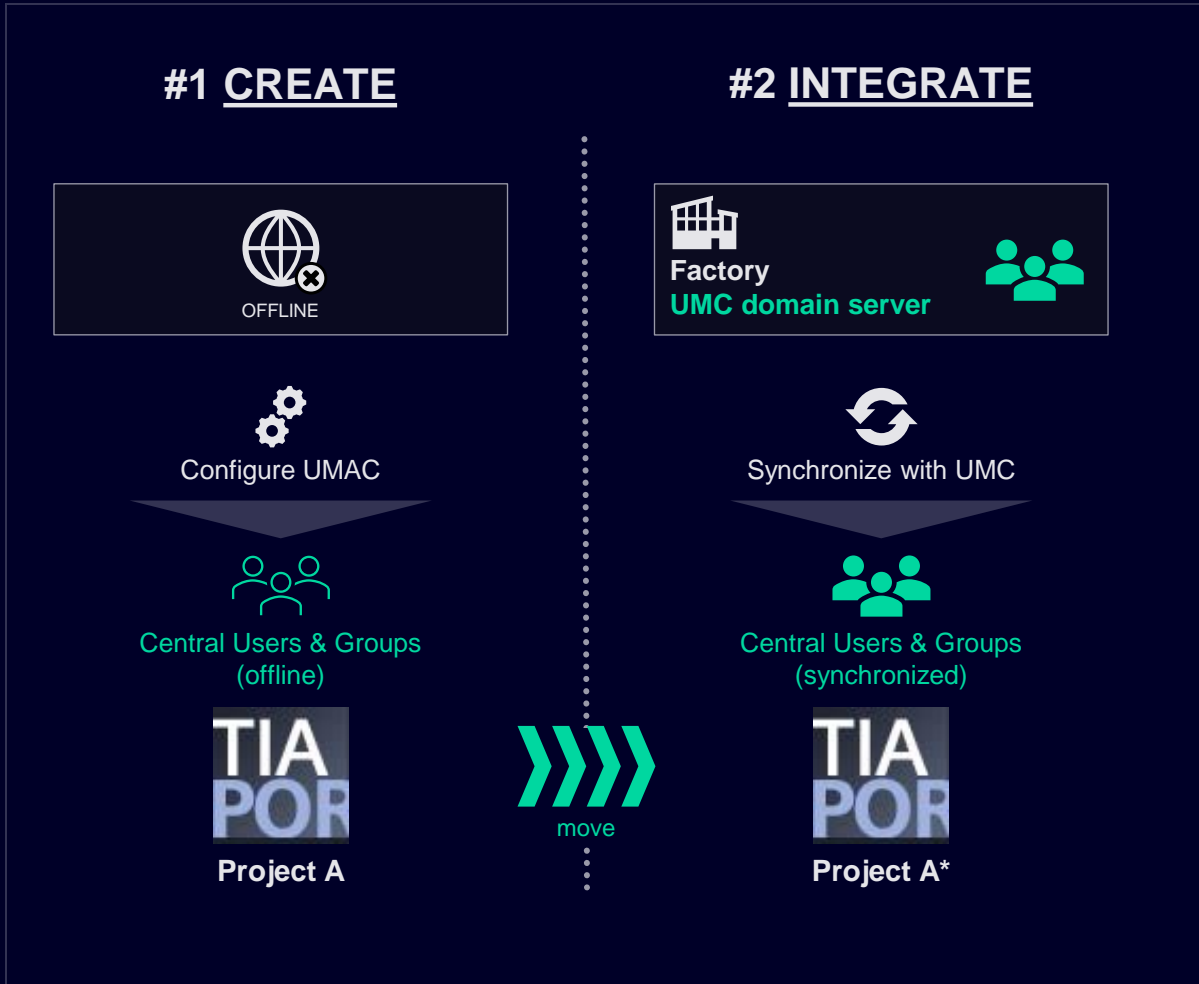 #1 CREATE
#2 INTEGRATE
OFFLINE
Factory
UMC domain server
Configure UMAC
Synchronize with UMC
Central Users & Groups
(offline)
Central Users & Groups
(synchronized)
TIA
POR
TIA
POR
move
Project A
Project A*